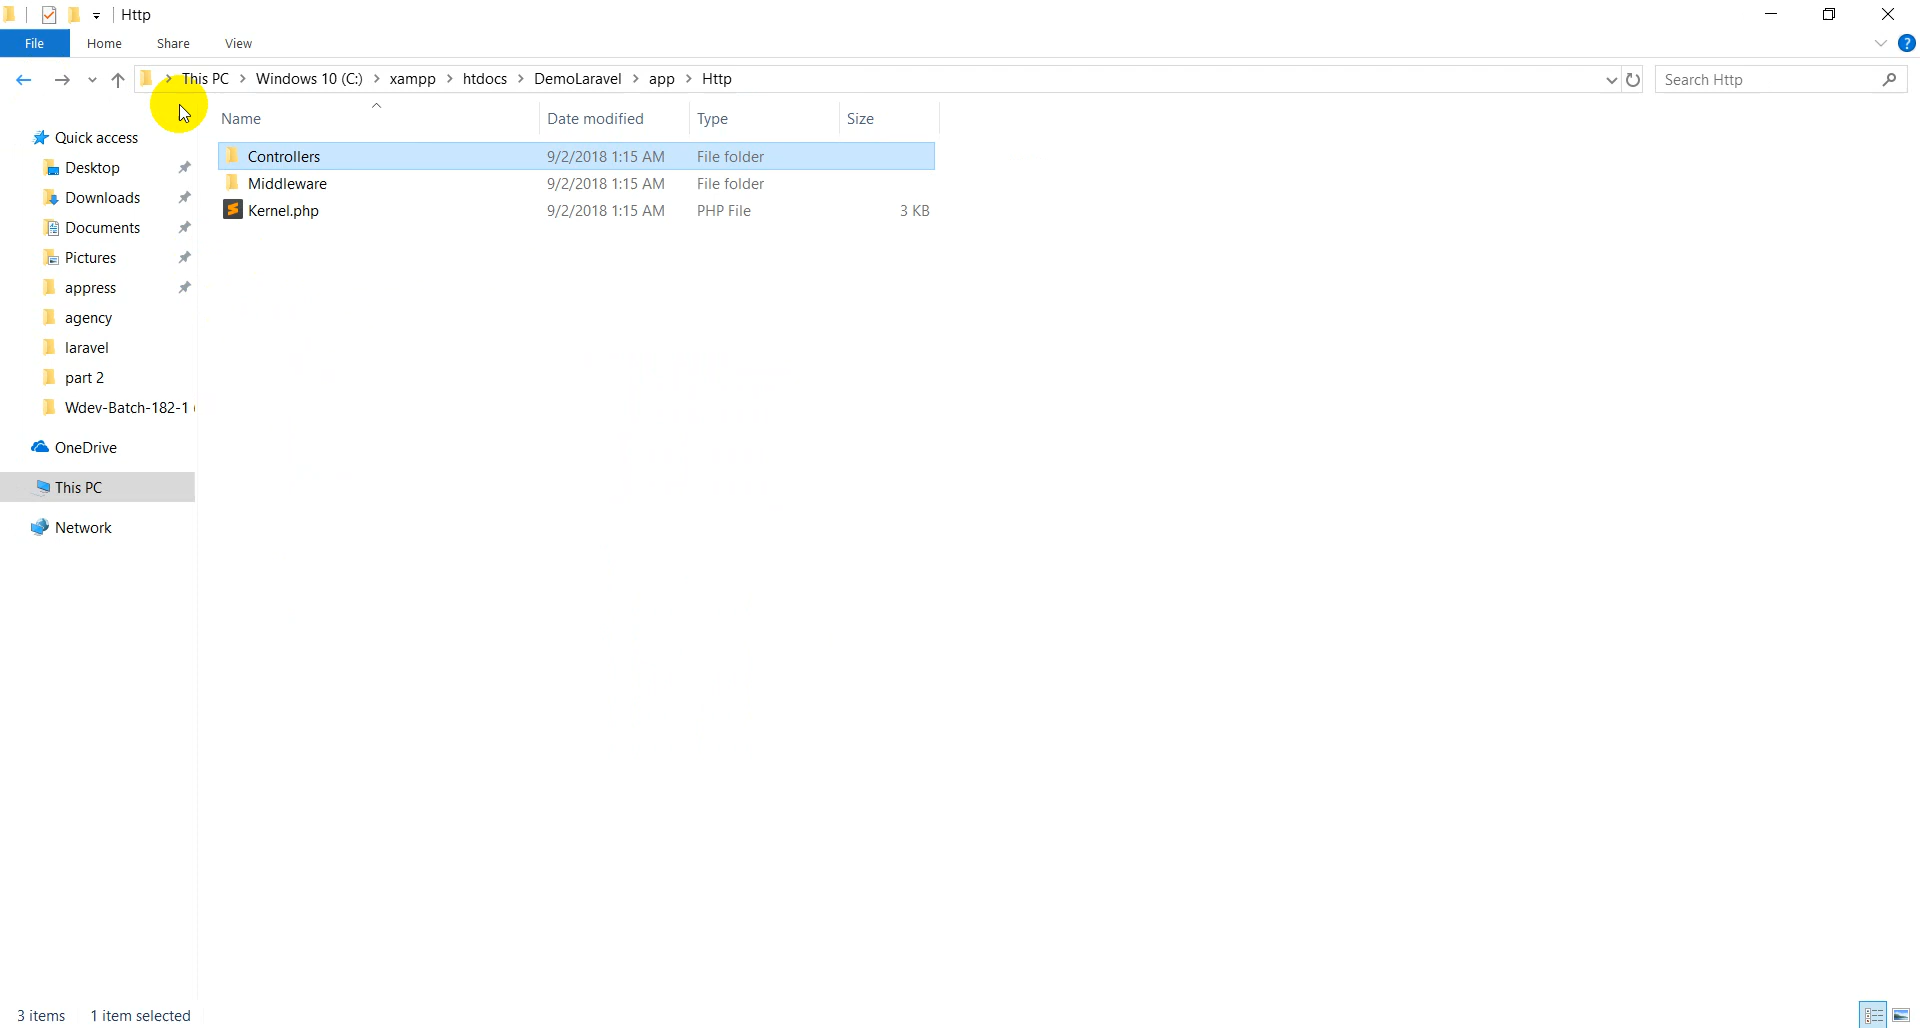 Http
File Home Share View
This PC > Windows 10 (C:) > xampp > htdocs > DemoLaravel > app > Http
Search Http
Name Date modified Type Size
Quick access
Desktop
Downloads
Documents
Pictures
appress
agency
laravel
part 2
Wdev-Batch-182-1
OneDrive
This PC
Network
Controllers 9/2/2018 1:15 AM File folder
Middleware 9/2/2018 1:15 AM File folder
Kernel.php 9/2/2018 1:15 AM PHP File 3 KB
3 items 1 item selected